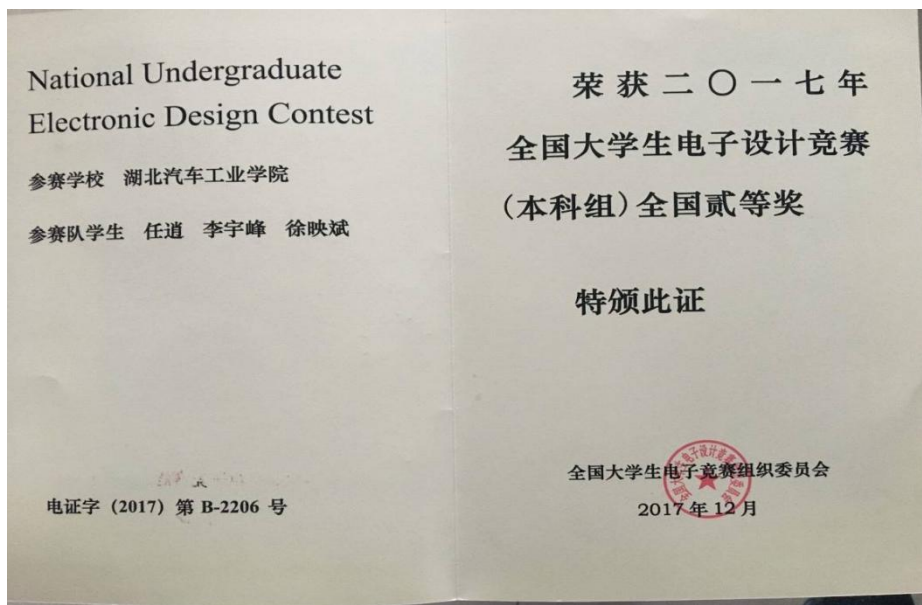 National Undergraduate
Electronic Design Contest
参赛学校 湖北汽车工业学院
参赛队学生 任逍 李宇峰 徐映斌
电证字 (2017) 第 B-2206 号
荣获二〇一七年
全国大学生电子设计竞赛
(本科组)全国贰等奖
特颁此证
全国大学生电子竞赛组织委员会
2017年12月